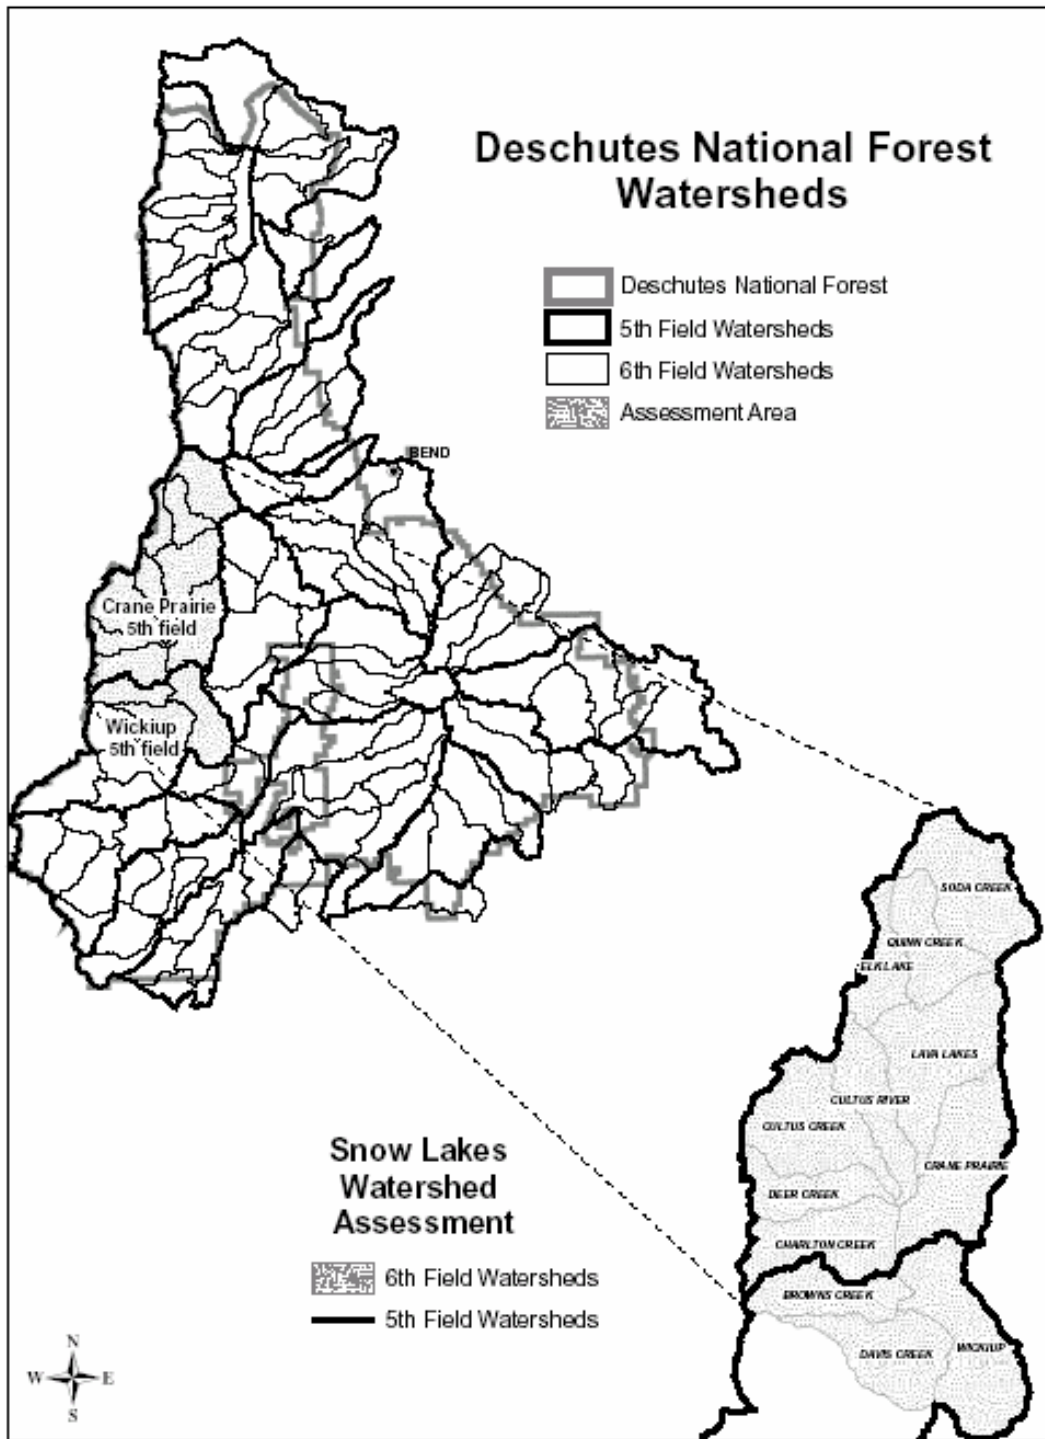 Deschutes National Forest
Watersheds
Deschutes National Forest
5th Field Watersheds
6th Field Watersheds
Assessment Area
BEND
Crane Prairie
5th field
Wickiup
5th field
SODA CREEK
QUINN CREEK
ELK LAKE
LAVA LAKES
CULTUS RIVER
CULTUS CREEK
CRANE PRAIRIE
DEER CREEK
CHARLTON CREEK
BROWNS CREEK
DAVIS CREEK
WICKIUP
Snow Lakes
Watershed
Assessment
6th Field Watersheds
5th Field Watersheds
N
W E
S